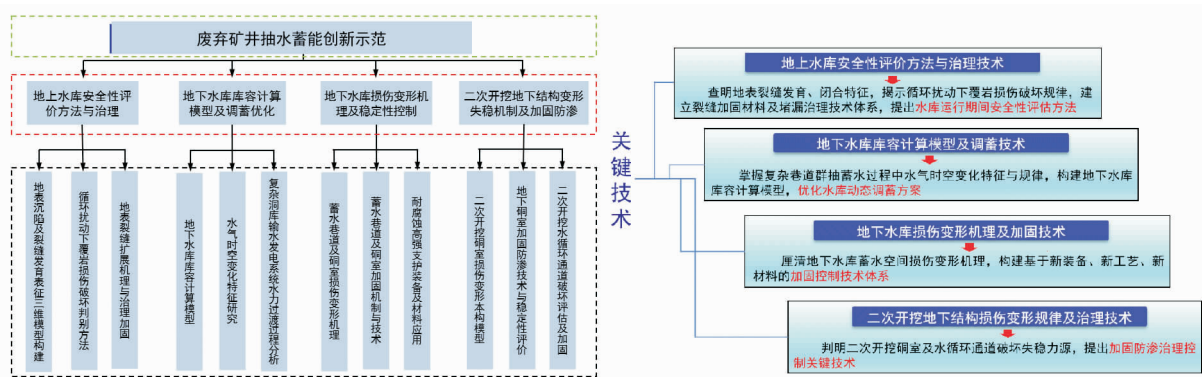 废弃矿井抽水蓄能创新示范
地上水库安全性评
价方法与治理
地下水库库容计算
模型及调蓄优化
地下水库损伤变形机
理及稳定性控制
二次开挖地下结构变形
失稳机制及加固防渗
地表沉陷及裂缝发育表征三维模型构建
循环扰动下覆岩损伤破坏判别方法
地表裂缝扩展机理与治理加固
地下水库库容计算模型
水气时空变化特征研究
复杂洞库输水发电系统水力过渡过程分析
蓄水巷道及硐室损伤变形机理
蓄水巷道及硐室加固机制与技术
耐腐蚀高强支护装备及材料应用
二次开挖硐室损伤变形本构模型
地下硐室加固防渗技术与稳定性评价
二次开挖水循环通道破坏评估及加固
关键技术
地上水库安全性评价方法与治理技术
查明地表裂缝发育、闭合特征，揭示循环扰动下覆岩损伤破坏规律，建
立裂缝加固材料及堵漏治理技术体系，提出水库运行期间安全性评估方法
地下水库库容计算模型及调蓄技术
掌握复杂巷道群抽蓄水过程中水气时空变化特征与规律，构建地下水库
库容计算模型，优化水库动态调蓄方案
地下水库损伤变形机理及加固技术
厘清地下水库蓄水空间损伤变形机理，构建基于新装备、新工艺、新
材料的加固控制技术体系
二次开挖地下结构损伤变形规律及治理技术
判明二次开挖硐室及水循环通道破坏失稳力源，提出加固防渗治理控
制关键技术